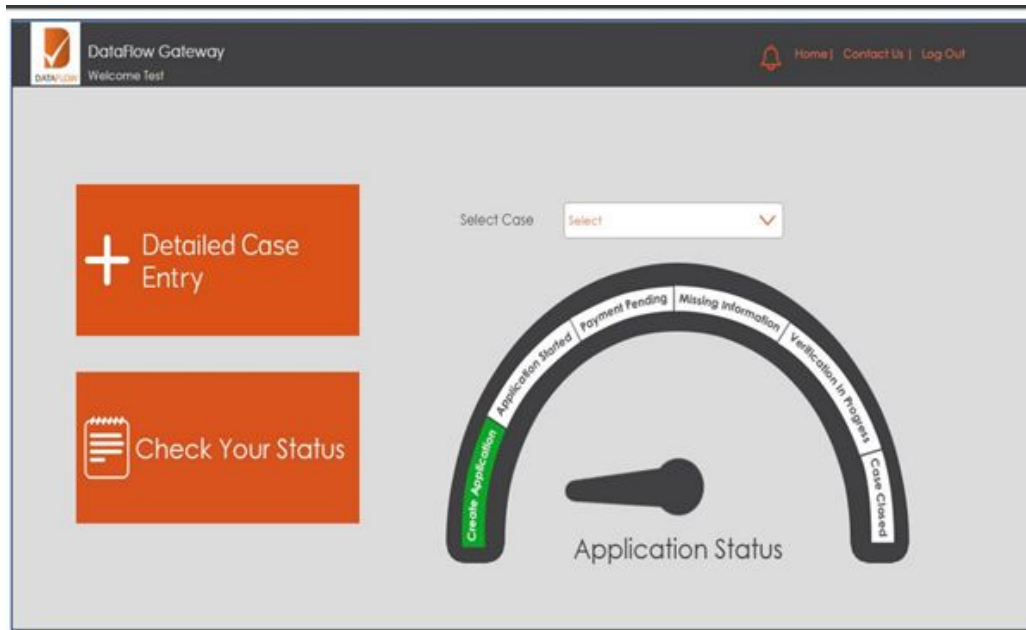 DATAFLOW
DataFlow Gateway
Welcome Test
Home| Contact Us | Log Out
Detailed Case
Entry
Check Your Status
Select Case
Select
Create Application
Application Started
Payment Pending
Missing Information
Verification In Progress
Case Closed
Application Status